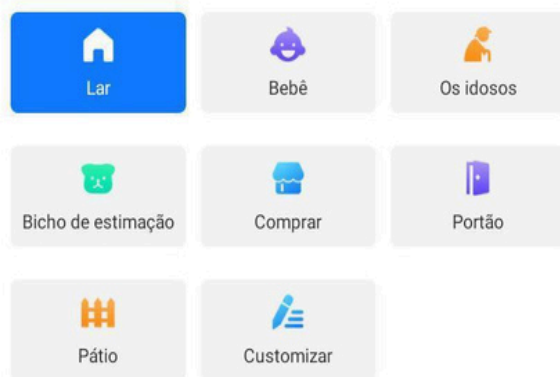 Lar
Bebê
Os idosos
Bicho de estimação
Comprar
Portão
Pátio
Customizar